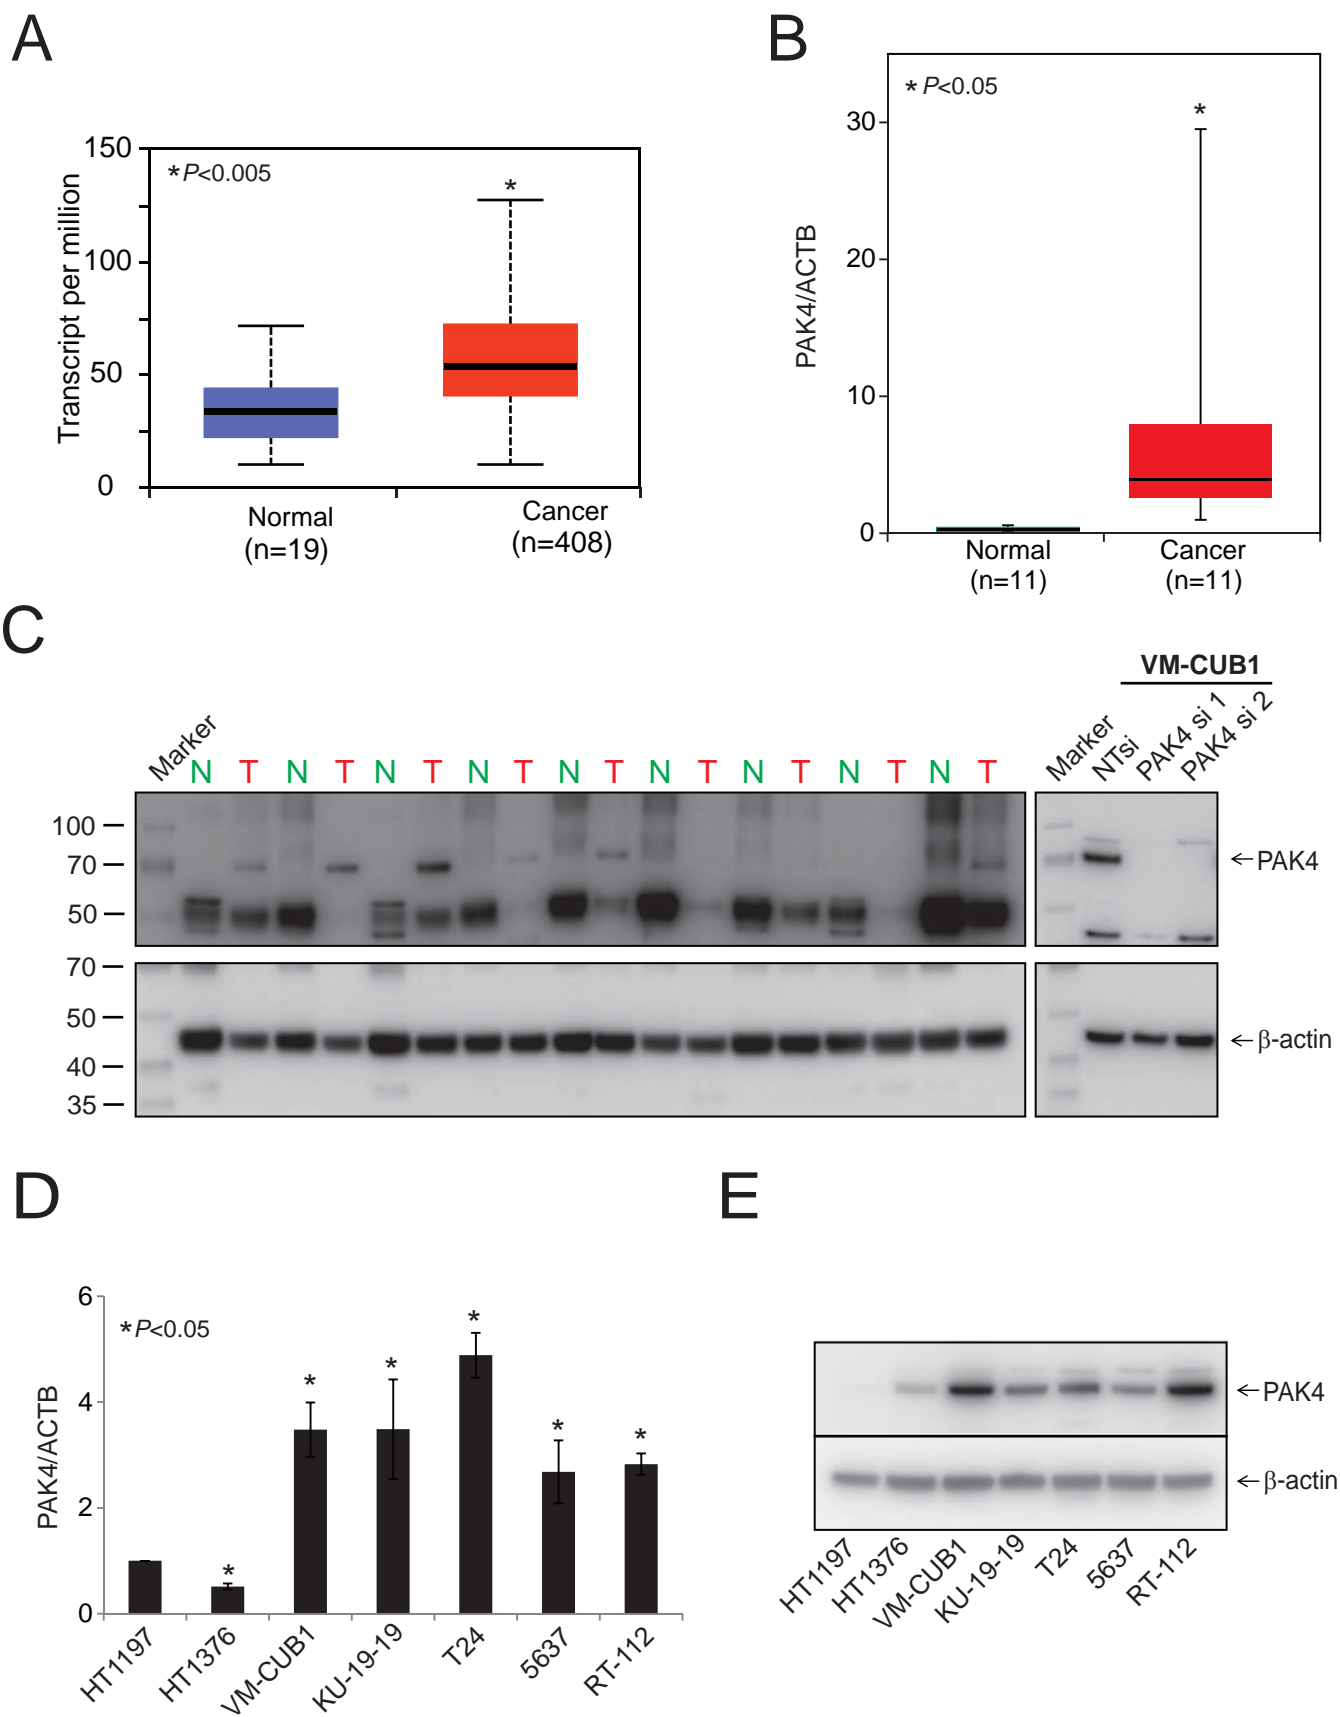 A
150
100
50
0
Transcript per million
* P<0.005
*
Normal
(n=19)
Cancer
(n=408)
B
30
20
10
0
PAK4/ACTB
* P<0.05
*
Normal
(n=11)
Cancer
(n=11)
C
VM-CUB1
Marker
N T N T N T N T N T N T N T N T N T
Marker
NTsi
PAK4 si 1
PAK4 si 2
100
70
50
←PAK4
70
50
40
35
←β-actin
D
6
4
2
0
PAK4/ACTB
* P<0.05
*
*
*
*
*
*
HT1197
HT1376
VM-CUB1
KU-19-19
T24
5637
RT-112
E
←PAK4
←β-actin
HT1197
HT1376
VM-CUB1
KU-19-19
T24
5637
RT-112